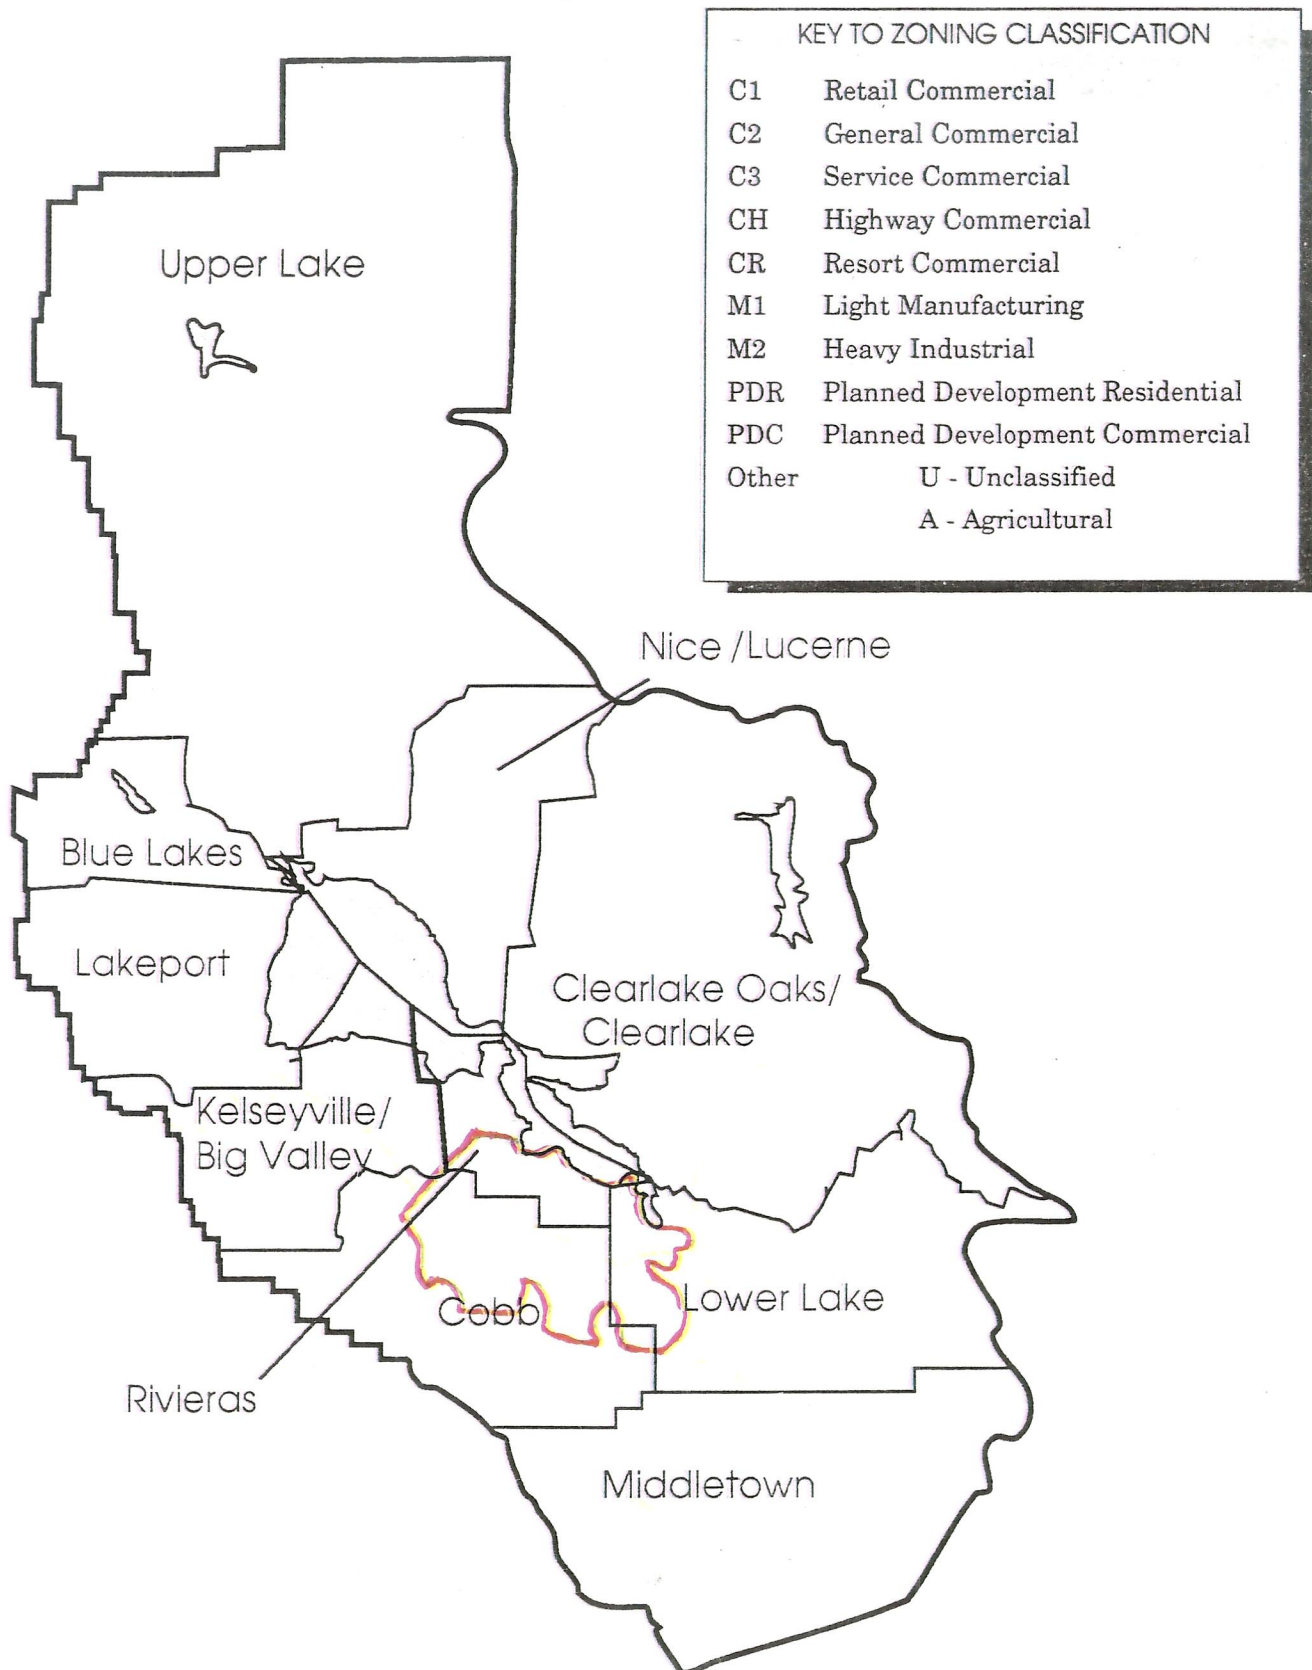 KEY TO ZONING CLASSIFICATION
C1 Retail Commercial
C2 General Commercial
C3 Service Commercial
CH Highway Commercial
CR Resort Commercial
M1 Light Manufacturing
M2 Heavy Industrial
PDR Planned Development Residential
PDC Planned Development Commercial
Other U - Unclassified
A - Agricultural
Upper Lake
Nice /Lucerne
Blue Lakes
Lakeport
Clearlake Oaks/
Clearlake
Kelseyville/
Big Valley
Cobb
Lower Lake
Rivieras
Middletown